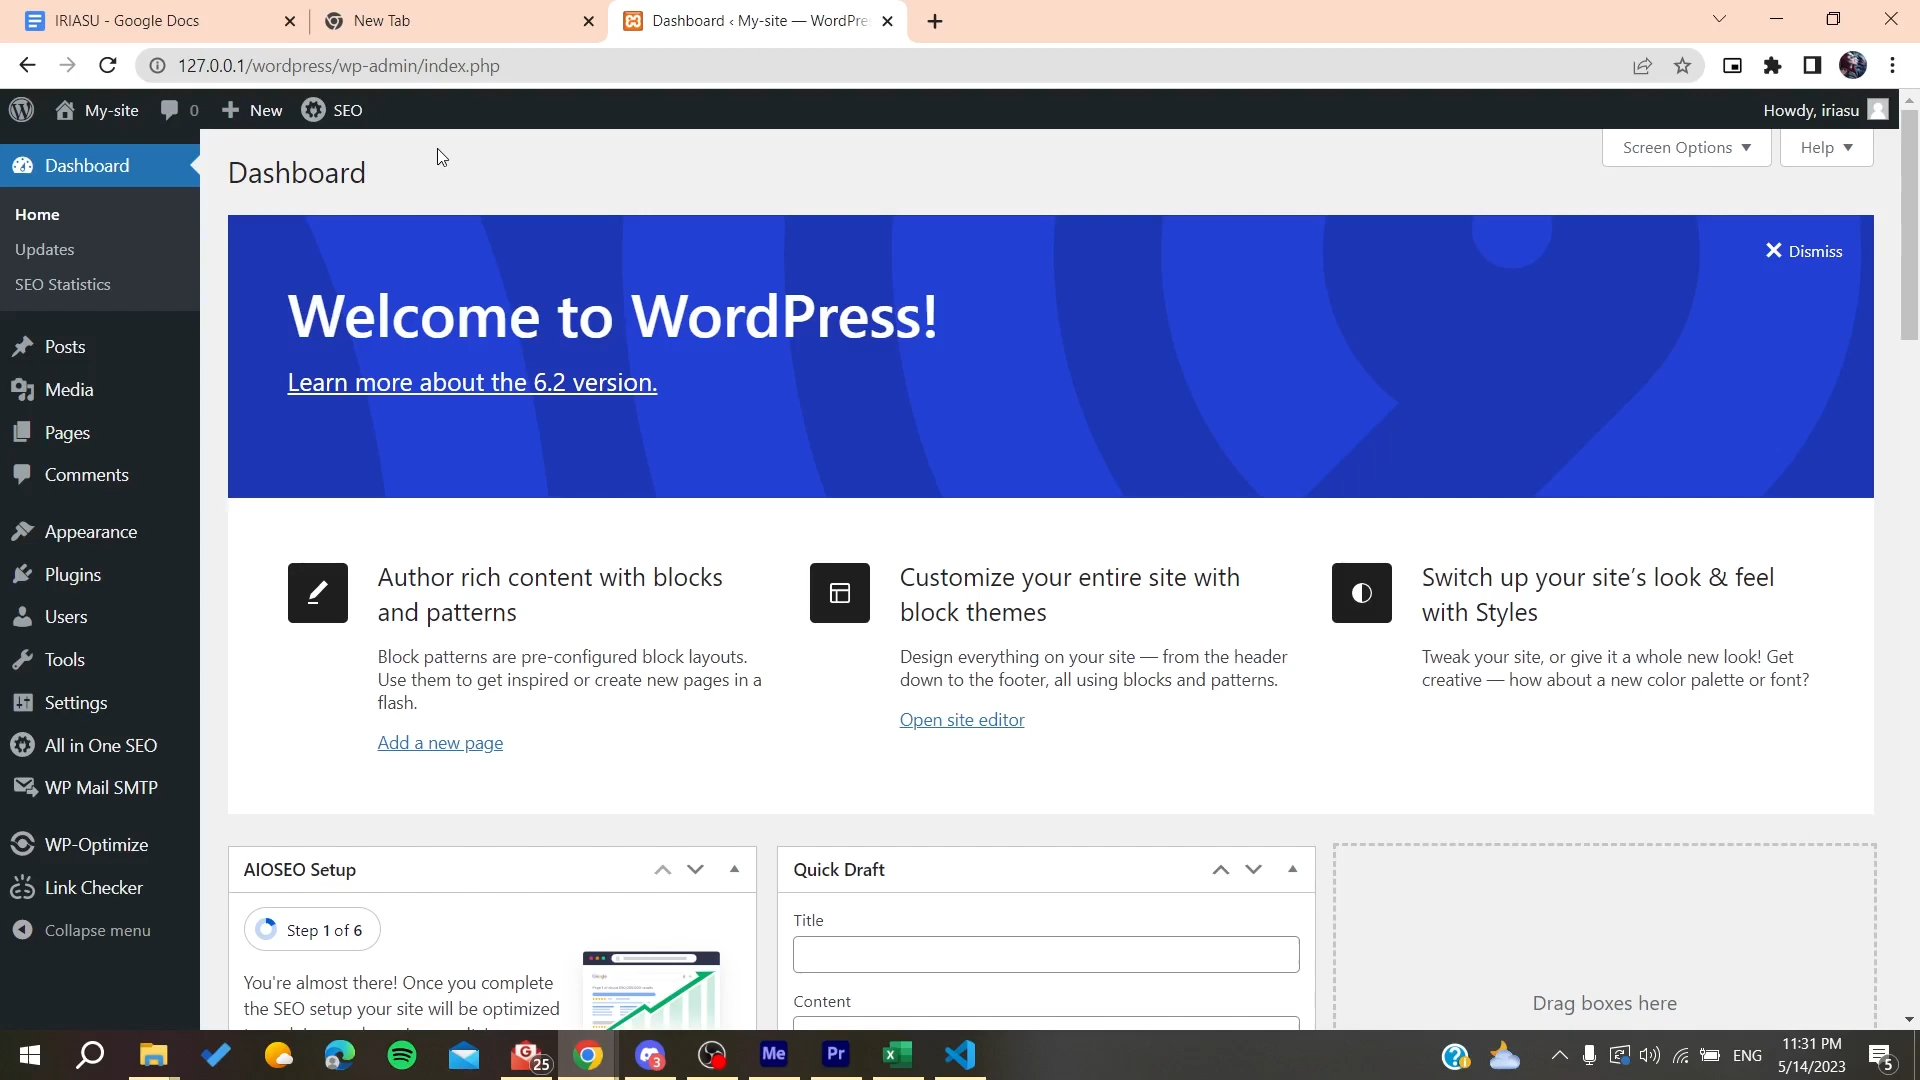 IRIASU - Google Docs
New Tab
Dashboard ‹ My-site — WordPre
127.0.0.1/wordpress/wp-admin/index.php
My-site
0
New
SEO
Howdy, iriasu
Dashboard
Home
Updates
SEO Statistics
Posts
Media
Pages
Comments
Appearance
Plugins
Users
Tools
Settings
All in One SEO
WP Mail SMTP
WP-Optimize
Link Checker
Collapse menu
Dashboard
Screen Options
Help
Dismiss
Welcome to WordPress!
Learn more about the 6.2 version.
Author rich content with blocks
and patterns
Block patterns are pre-configured block layouts.
Use them to get inspired or create new pages in a
flash.
Add a new page
Customize your entire site with
block themes
Design everything on your site — from the header
down to the footer, all using blocks and patterns.
Open site editor
Switch up your site’s look & feel
with Styles
Tweak your site, or give it a whole new look! Get
creative — how about a new color palette or font?
AIOSEO Setup
Step 1 of 6
You're almost there! Once you complete
the SEO setup your site will be optimized
Quick Draft
Title
Content
Drag boxes here
25
3
Me
Pr
ENG
11:31 PM
5/14/2023
5